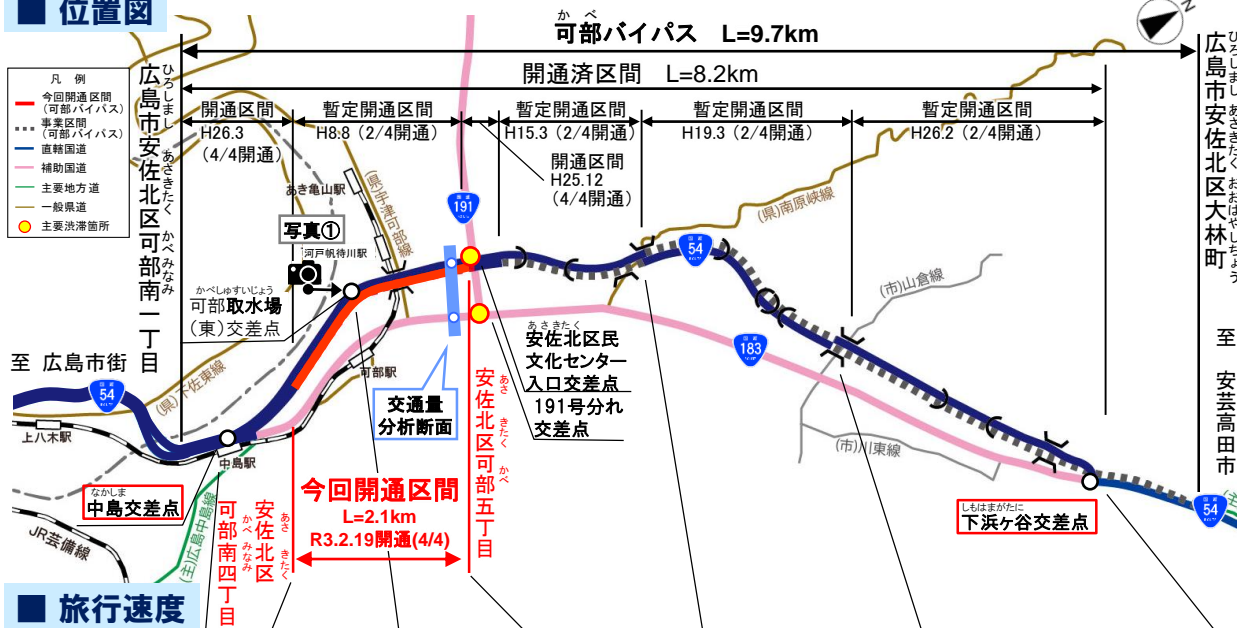 ■ 位置図
かべ
可部バイパス L=9.7km
N
開通済区間 L=8.2km
凡 例
今回開通区間
(可部バイパス)
事業区間
(可部バイパス)
直轄国道
補助国道
主要地方道
一般県道
主要渋滞箇所
ひろしまし あさきたく かべみなみ
広島市安佐北区可部南一丁目
開通区間
H26.3
(4/4開通)
暫定開通区間
H8.8（2/4開通）
暫定開通区間
H15.3（2/4開通）
開通区間
H25.12
(4/4開通)
暫定開通区間
H19.3（2/4開通）
暫定開通区間
H26.2（2/4開通）
ひろしまし あさきたく おおばやしちょう
広島市安佐北区大林町
至 安芸高田市
あき亀山駅
(県)宇津可部線
国道
191
写真①
河戸帆待川駅
かべしゅすいじょう
可部取水場
(東)交差点
至 広島市街
国道
54
(県)下佐東線
上八木駅
中島駅
なかしま
中島交差点
JR芸備線
(主)広島中島線
可部駅
交通量
分析断面
あさきたく
安佐北区民
文化センター
入口交差点
191号分れ
交差点
国道
54
(県)南原峡線
国道
183
(市)山倉線
(市)川東線
しもはまがたに
下浜ヶ谷交差点
国道
54
(主)
あさ きたく
安佐北区
かべ みなみ
可部南四丁目
今回開通区間
L=2.1km
R3.2.19開通(4/4)
あさ きたく かべ
安佐北区可部五丁目
■ 旅行速度